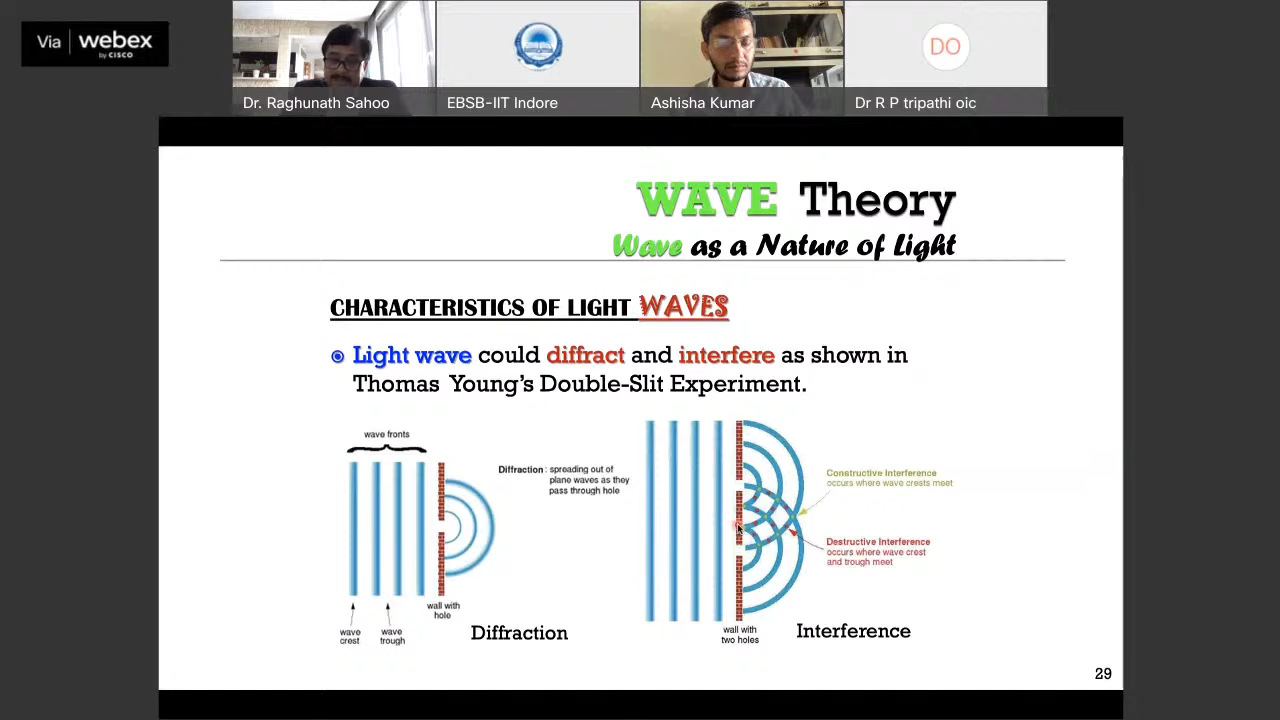 Via webex
by CISCO
Dr. Raghunath Sahoo
EBSB-IIT Indore
Ashisha Kumar
DO
Dr R P tripathi oic
WAVE Theory
Wave as a Nature of Light
CHARACTERISTICS OF LIGHT WAVES
Light wave could diffract and interfere as shown in
Thomas Young's Double-Slit Experiment.
wave fronts
Diffraction : spreading out of
plane waves as they
pass through hole
wave
crest
wave
trough
wall with
hole
Diffraction
Constructive Interference
occurs where wave crests meet
Destructive Interference
occurs where wave crest
and trough meet
wall with
two holes
Interference
29